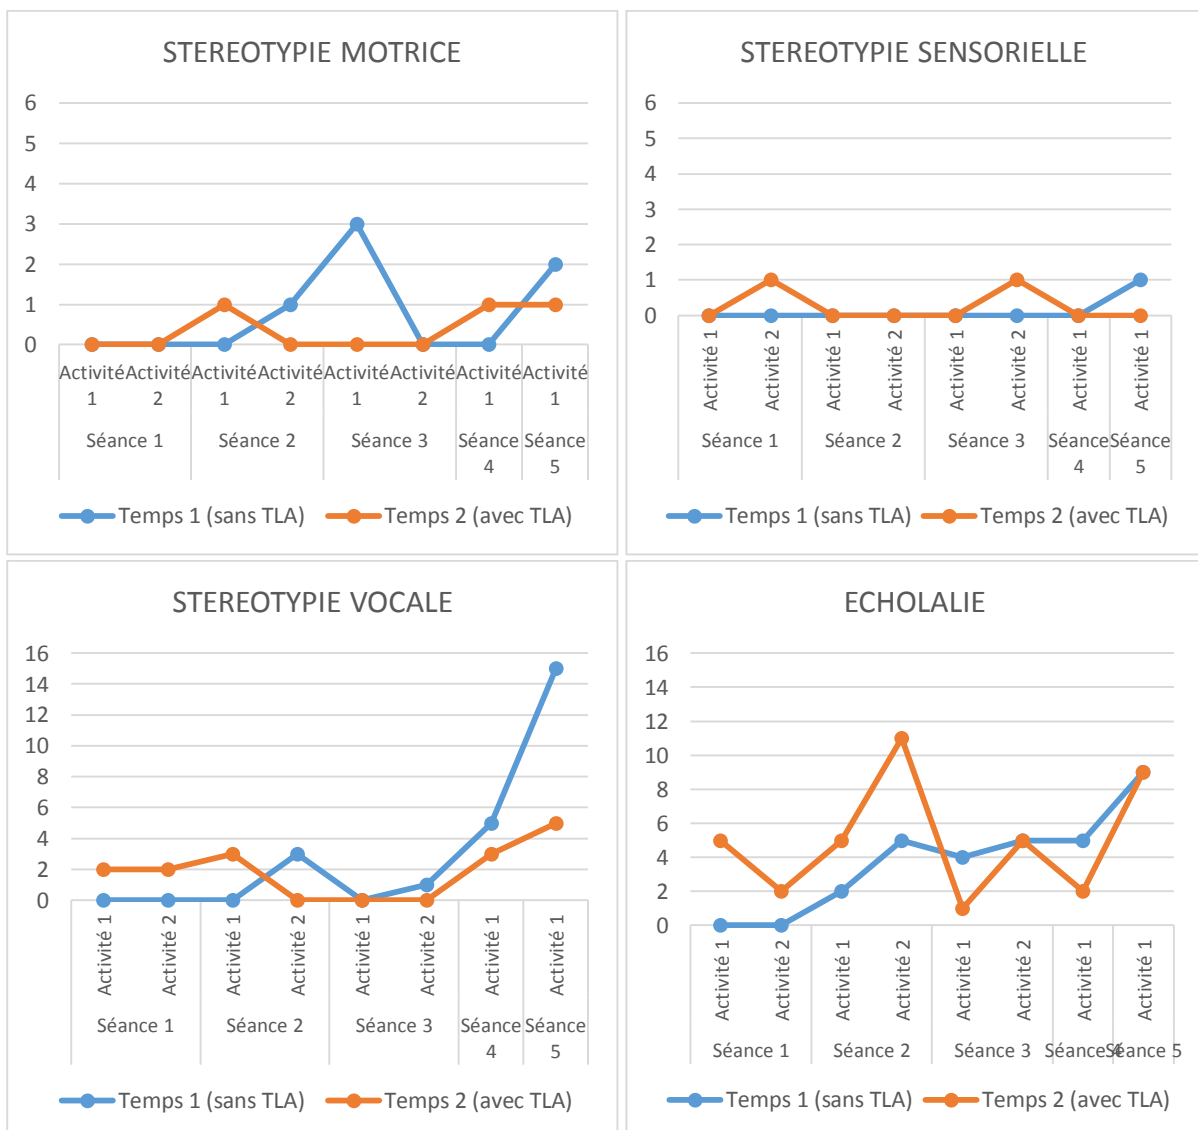 STEREOTYPIE MOTRICE
6
5
4
3
2
1
0
Activité 1
Activité 2
Activité 1
Activité 2
Activité 1
Activité 2
Activité 1
Activité 1
Séance 1
Séance 2
Séance 3
Séance 4
Séance 5
Temps 1 (sans TLA)
Temps 2 (avec TLA)
STEREOTYPIE SENSORIELLE
6
5
4
3
2
1
0
Activité 1
Activité 2
Activité 1
Activité 2
Activité 1
Activité 2
Activité 1
Activité 1
Séance 1
Séance 2
Séance 3
Séance 4
Séance 5
Temps 1 (sans TLA)
Temps 2 (avec TLA)
STEREOTYPIE VOCALE
16
14
12
10
8
6
4
2
0
Activité 1
Activité 2
Activité 1
Activité 2
Activité 1
Activité 2
Activité 1
Activité 1
Séance 1
Séance 2
Séance 3
Séance 4
Séance 5
Temps 1 (sans TLA)
Temps 2 (avec TLA)
ECHOLALIE
16
14
12
10
8
6
4
2
0
Activité 1
Activité 2
Activité 1
Activité 2
Activité 1
Activité 2
Activité 1
Activité 1
Séance 1
Séance 2
Séance 3
Séance 4
Séance 5
Temps 1 (sans TLA)
Temps 2 (avec TLA)